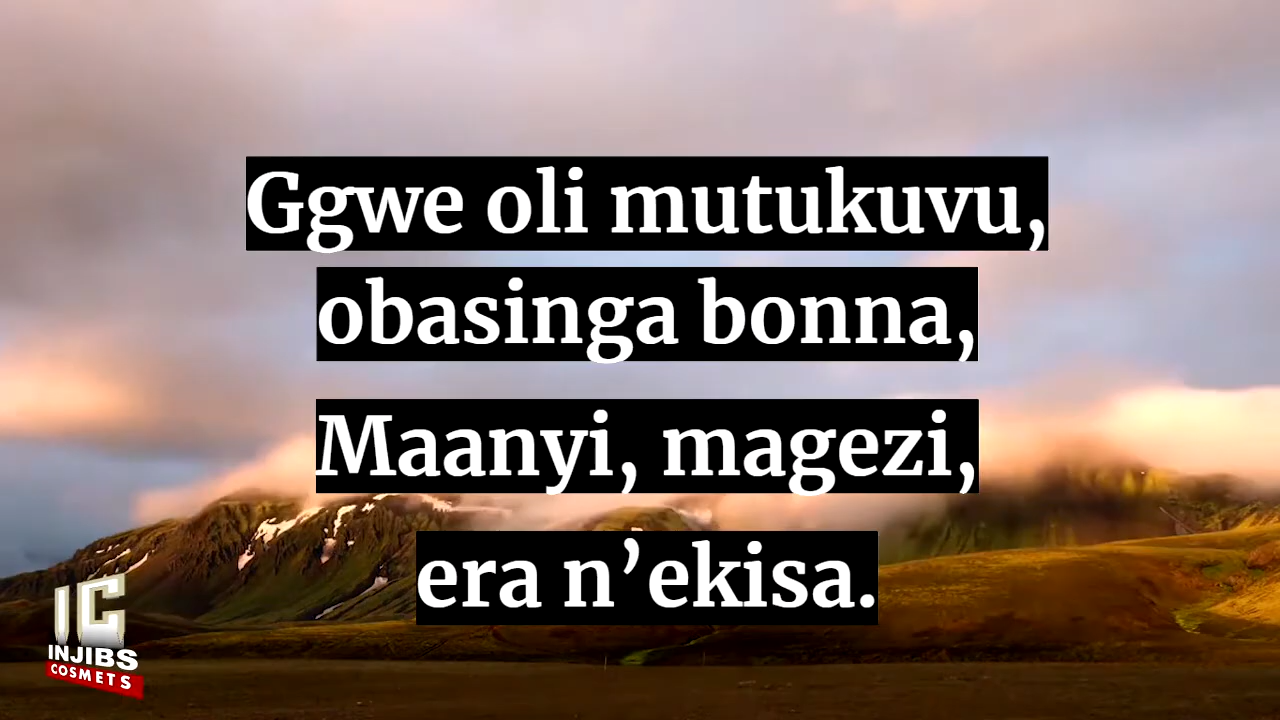 Ggwe oli mutukuvu,
obasinga bonna,
Maanyi, magezi,
era n’ekisa.
IC
INJIBS
COSMETS